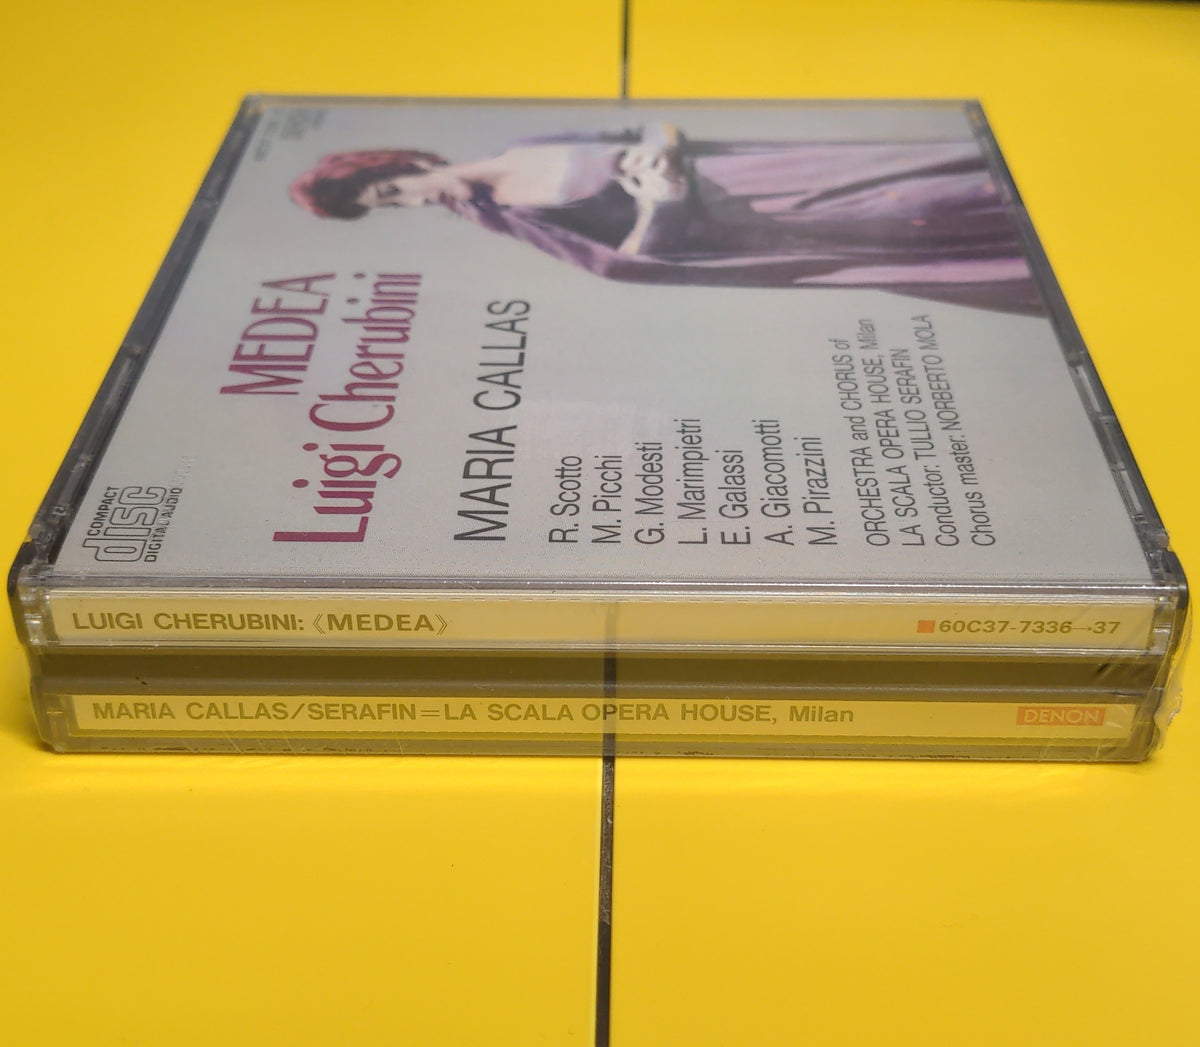 MEDEA
Luigi Cherubini
MARIA CALLAS
R. Scotto
M. Picchi
G. Modesti
L. Marimpietri
E. Galassi
A. Giacomotti
M. Pirazzini
ORCHESTRA and CHORUS of
LA SCALA OPERA HOUSE, Milan
Conductor: TULLIO SERAFIN
Chorus master: NORBERTO MOLA
COMPACT
disc
DIGITAL AUDIO
LUIGI CHERUBINI:《MEDEA》 60C37-7336→37
MARIA CALLAS/SERAFIN=LA SCALA OPERA HOUSE, Milan DENON